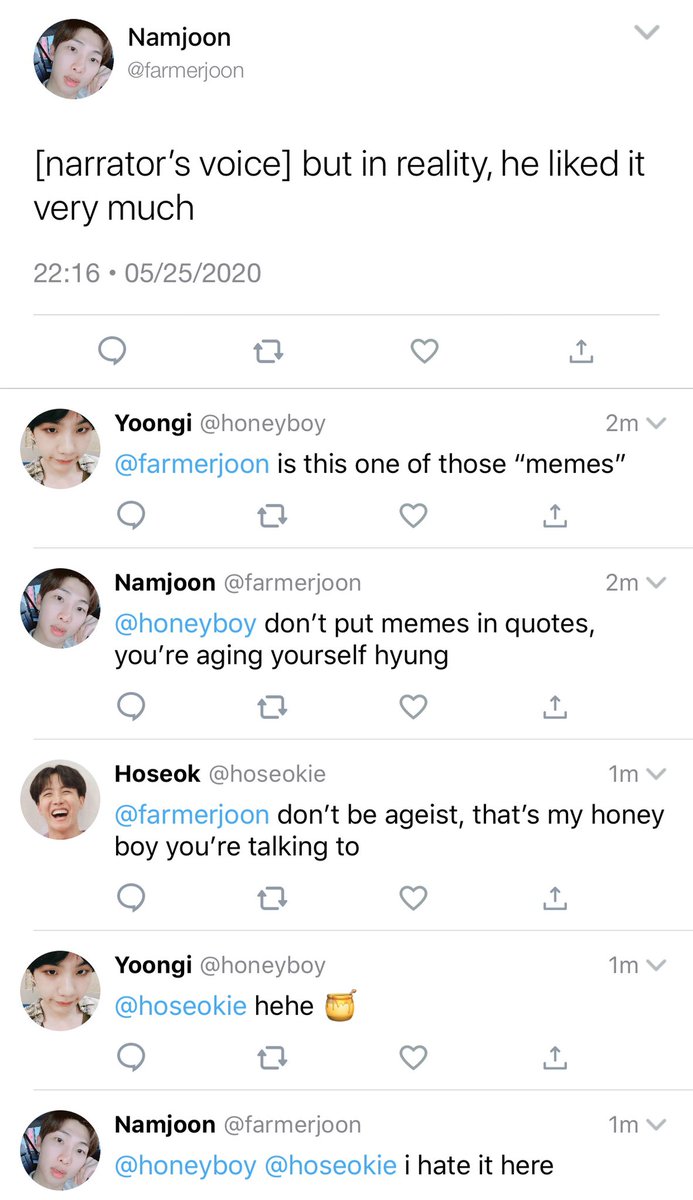 Namjoon
@farmerjoon
[narrator’s voice] but in reality, he liked it
very much
22:16 • 05/25/2020
Yoongi @honeyboy 2m
@farmerjoon is this one of those “memes”
Namjoon @farmerjoon 2m
@honeyboy don’t put memes in quotes,
you’re aging yourself hyung
Hoseok @hoseokie 1m
@farmerjoon don’t be ageist, that’s my honey
boy you’re talking to
Yoongi @honeyboy 1m
@hoseokie hehe 🍯
Namjoon @farmerjoon 1m
@honeyboy @hoseokie i hate it here